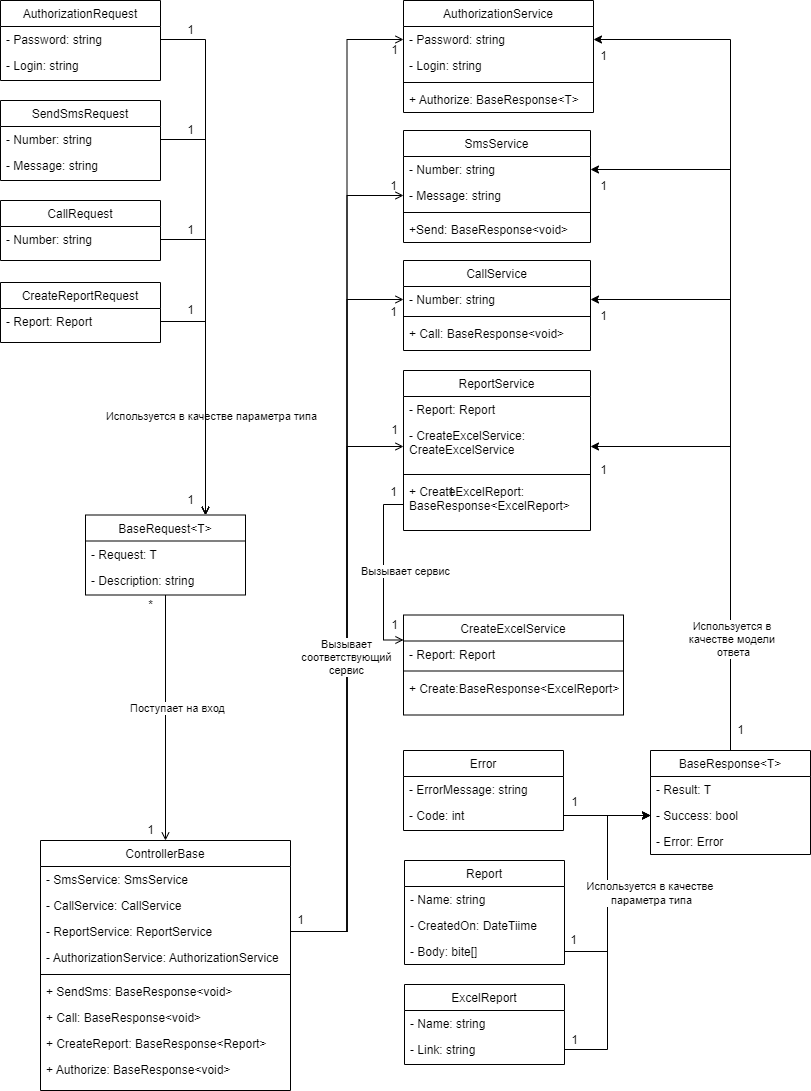 AuthorizationRequest
- Password: string
- Login: string
1
SendSmsRequest
- Number: string
- Message: string
1
CallRequest
- Number: string
1
CreateReportRequest
- Report: Report
1
Используется в качестве параметра типа
1
BaseRequest<T>
- Request: T
- Description: string
*
Поступает на вход
1
ControllerBase
- SmsService: SmsService
- CallService: CallService
- ReportService: ReportService
- AuthorizationService: AuthorizationService
+ SendSms: BaseResponse<void>
+ Call: BaseResponse<void>
+ CreateReport: BaseResponse<Report>
+ Authorize: BaseResponse<void>
1
Вызывает
соответствующий
сервис
AuthorizationService
- Password: string
- Login: string
+ Authorize: BaseResponse<T>
1
1
SmsService
- Number: string
- Message: string
+Send: BaseResponse<void>
1
1
CallService
- Number: string
+ Call: BaseResponse<void>
1
1
ReportService
- Report: Report
- CreateExcelService:
CreateExcelService
+ CreateExcelReport:
BaseResponse<ExcelReport>
1
1
1
1
Вызывает сервис
1
CreateExcelService
- Report: Report
+ Create:BaseResponse<ExcelReport>
Используется в
качестве модели
ответа
1
Error
- ErrorMessage: string
- Code: int
1
BaseResponse<T>
- Result: T
- Success: bool
- Error: Error
Report
- Name: string
- CreatedOn: DateTiime
- Body: bite[]
1
Используется в качестве
параметра типа
ExcelReport
- Name: string
- Link: string
1